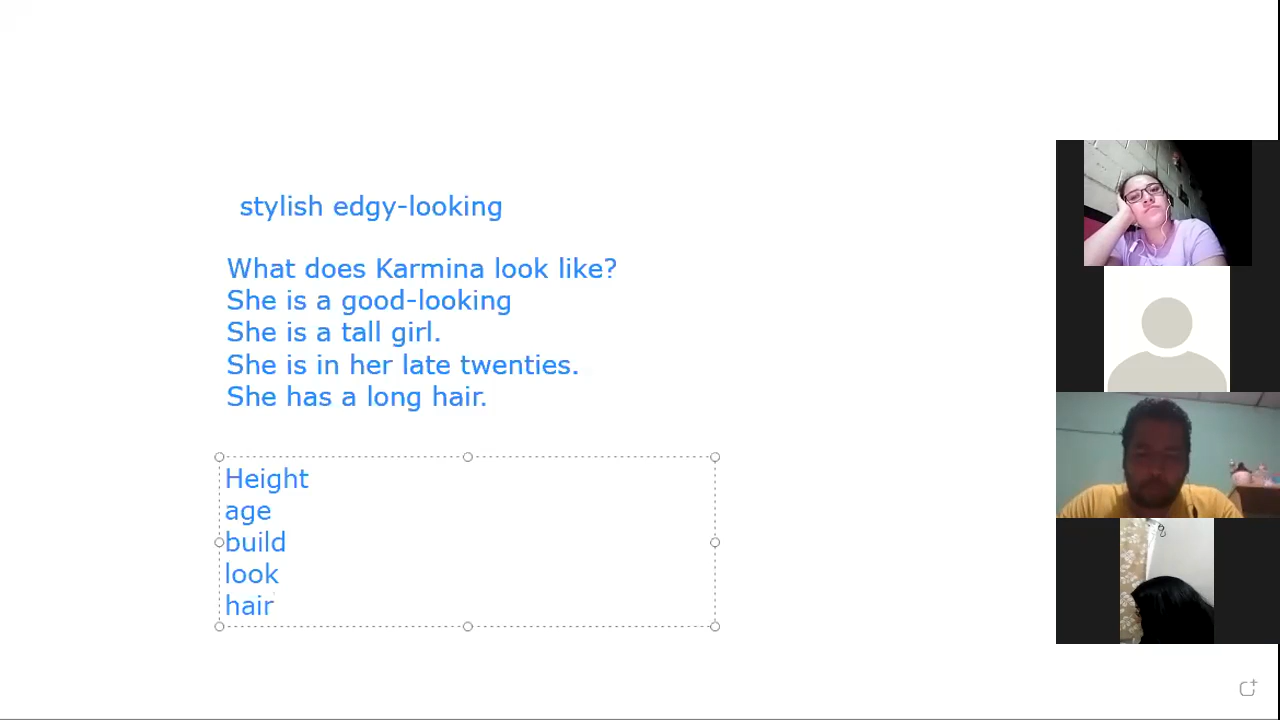 stylish edgy-looking
What does Karmina look like?
She is a good-looking
She is a tall girl.
She is in her late twenties.
She has a long hair.
Height
age
build
look
hair